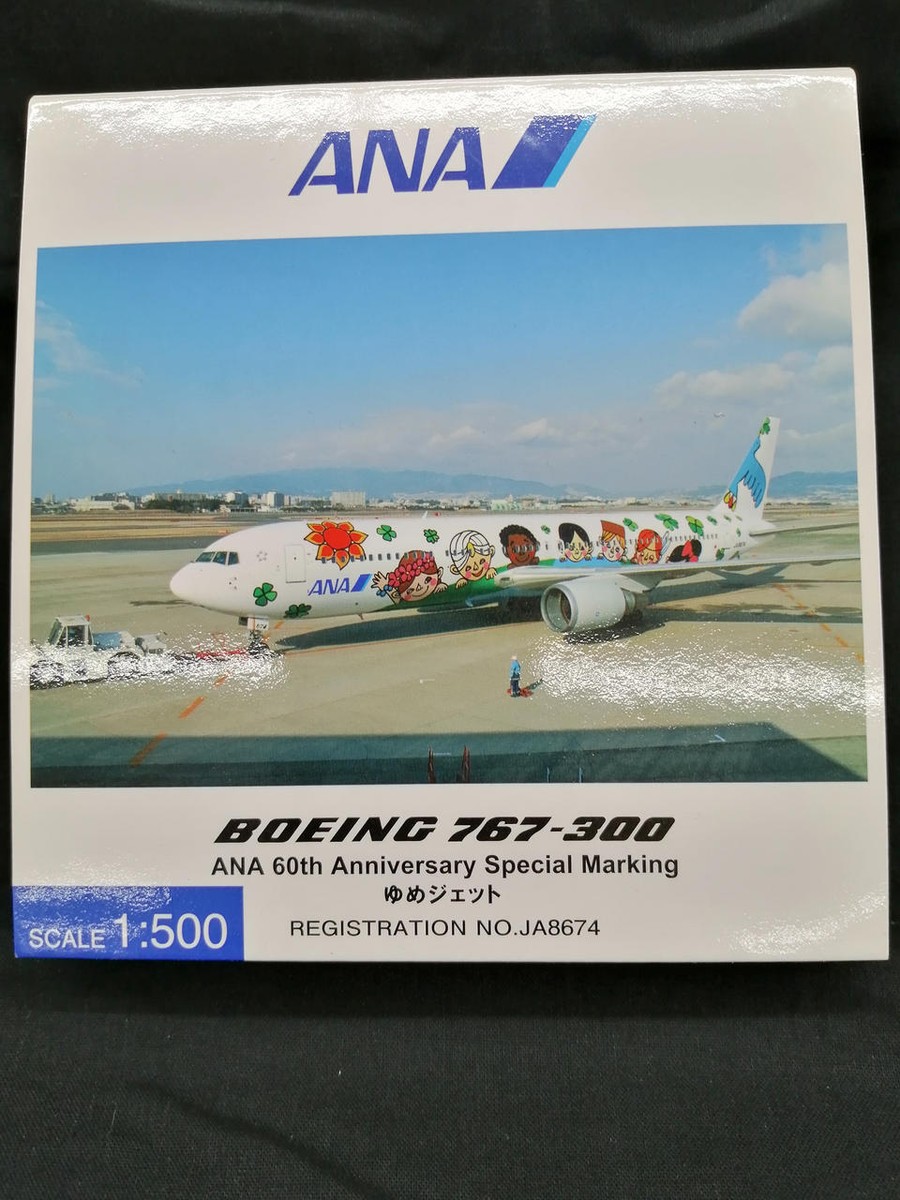 ANA
ANA
BOEING 767-300
ANA 60th Anniversary Special Marking
ゆめジェット
SCALE 1:500
REGISTRATION NO.JA8674